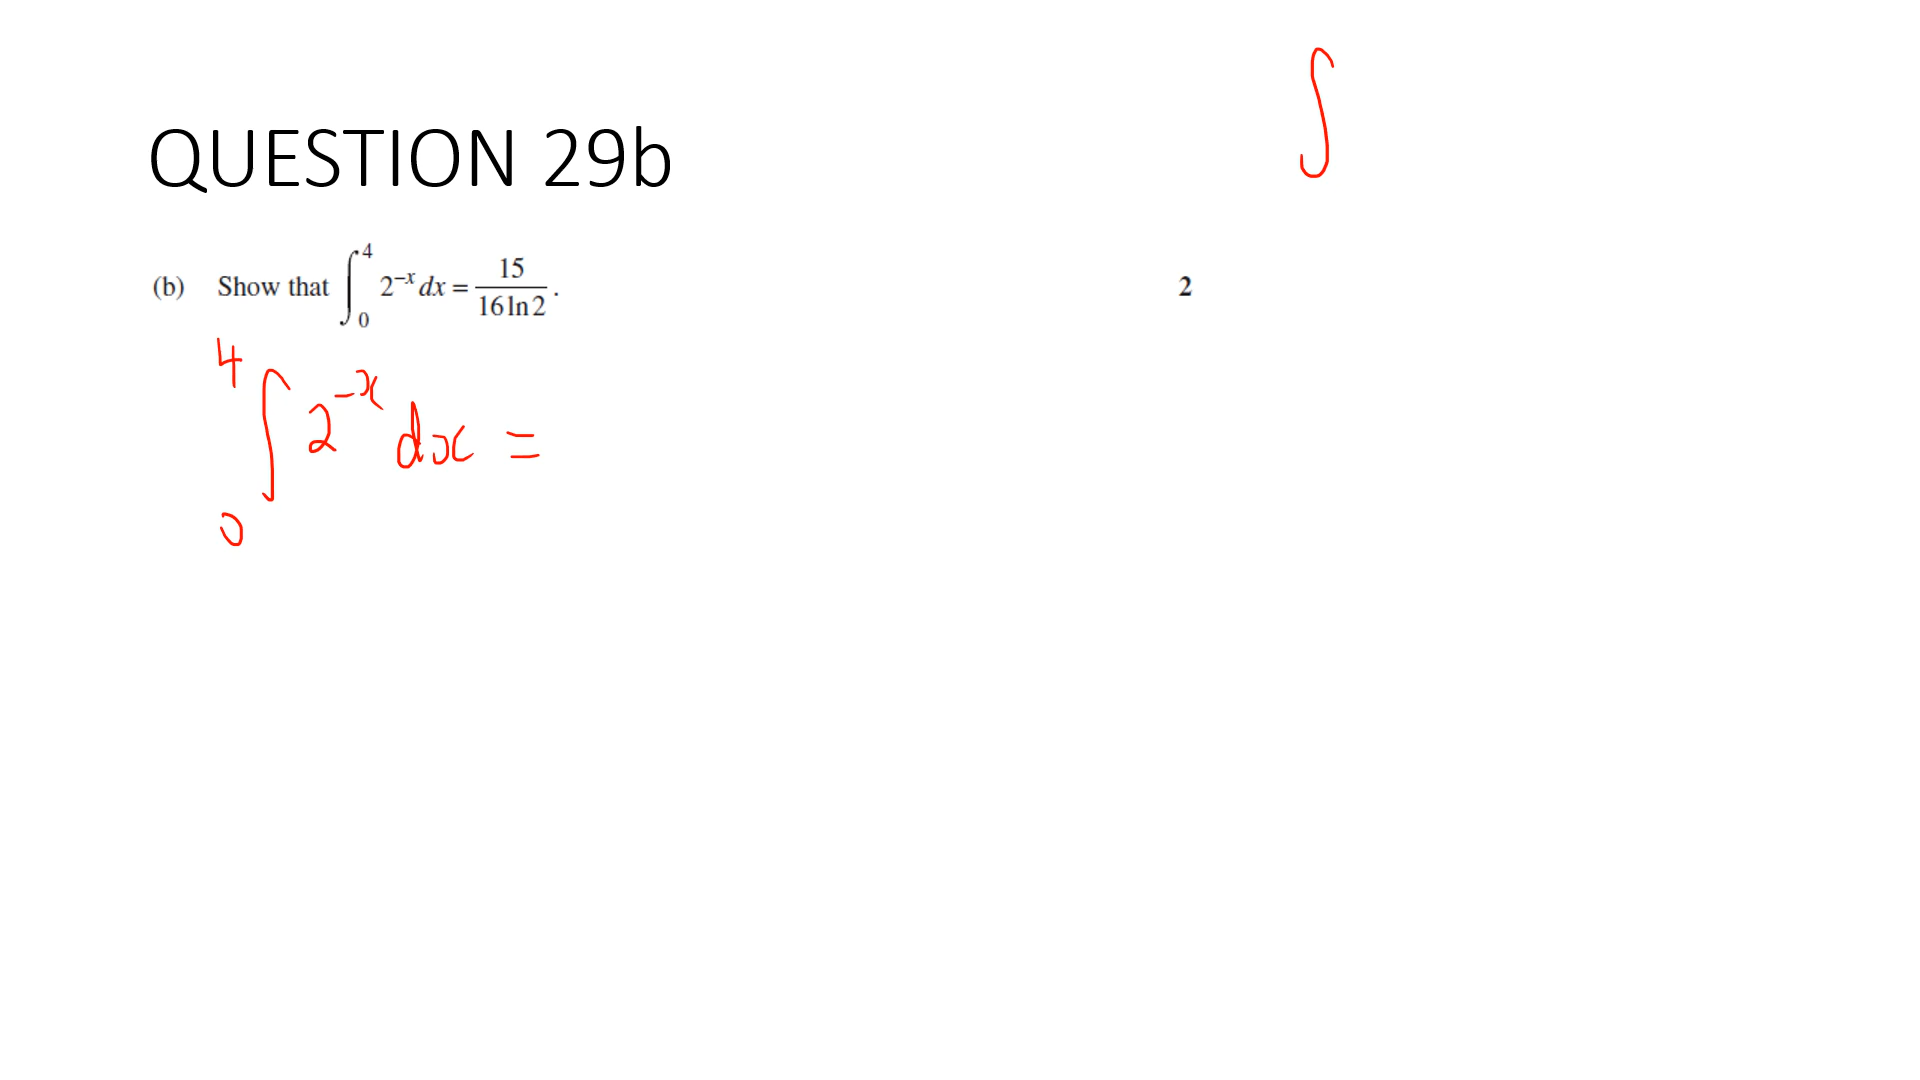 ∫
QUESTION 29b
(b) Show that ∫₀⁴ 2⁻ˣ dx = 15/(16 ln 2). 2
∫₀⁴ 2⁻ˣ dx =